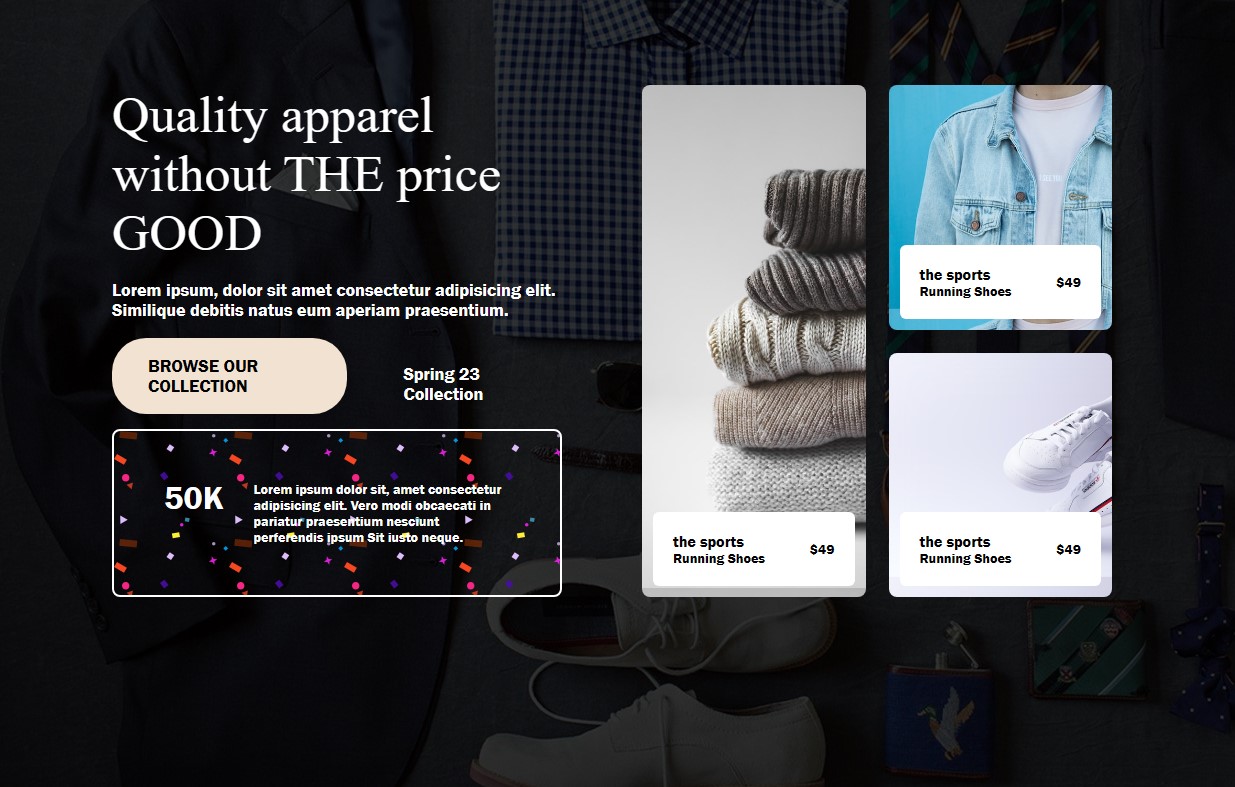 Quality apparel
without THE price
GOOD
Lorem ipsum, dolor sit amet consectetur adipisicing elit.
Similique debitis natus eum aperiam praesentium.
BROWSE OUR
COLLECTION
Spring 23
Collection
50K
Lorem ipsum dolor sit, amet consectetur
adipisicing elit. Vero modi obcaecati in
pariatur praesentium nesciunt
perferendis ipsum Sit iusto neque.
the sports
Running Shoes
$49
the sports
Running Shoes
$49
the sports
Running Shoes
$49